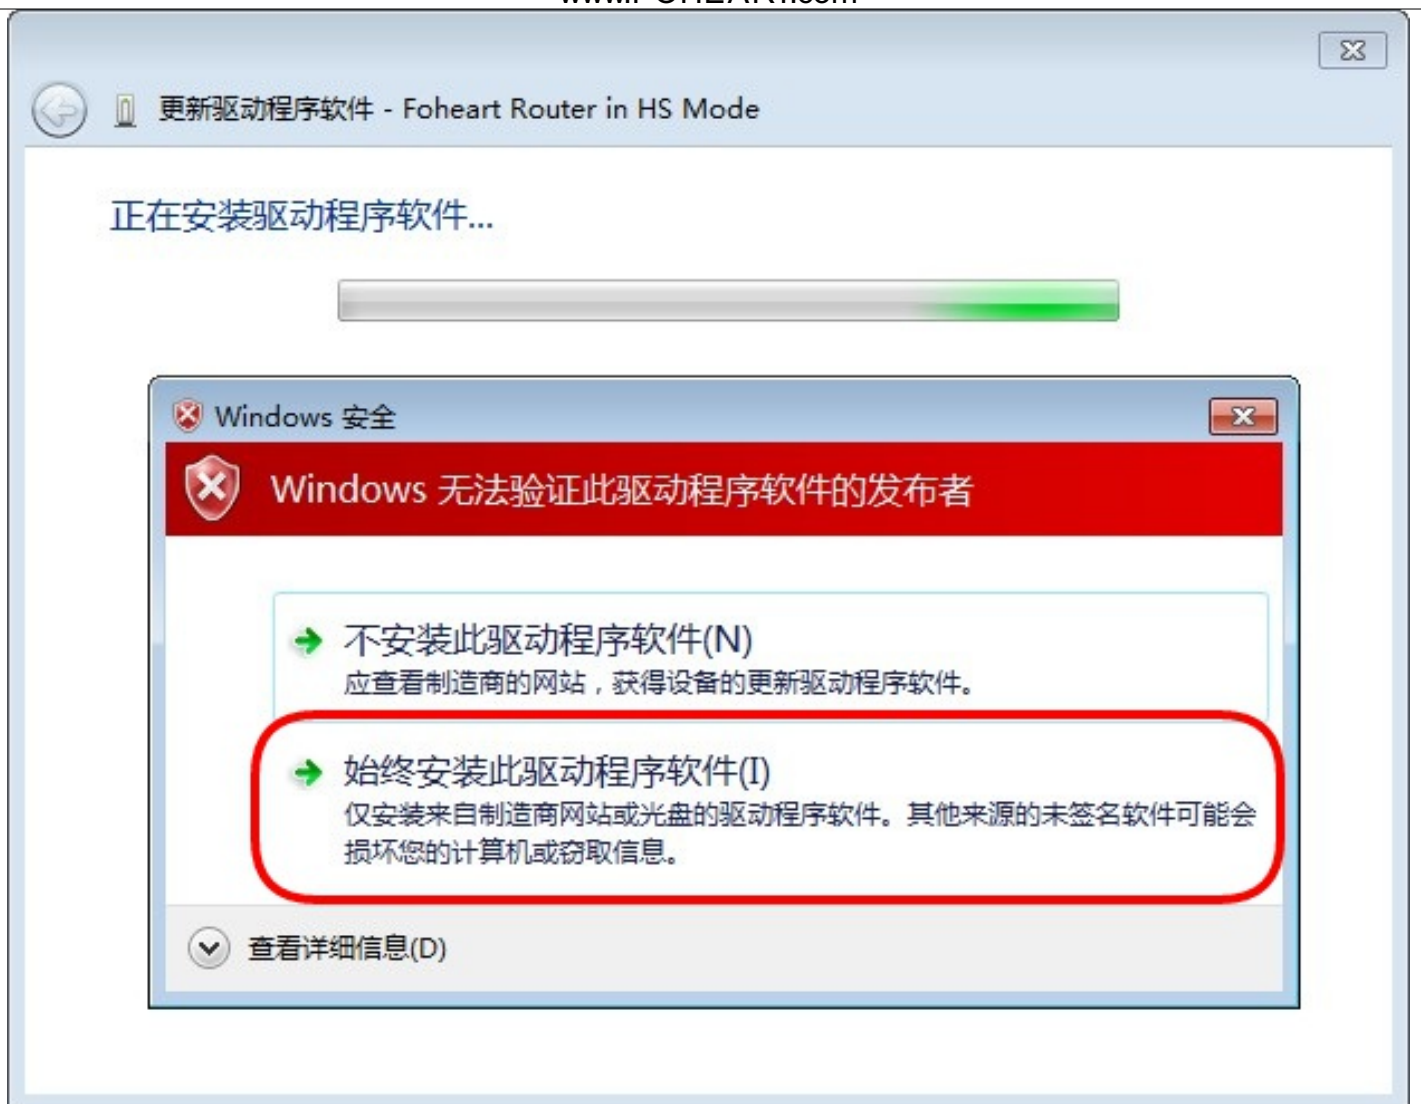 更新驱动程序软件 - Foheart Router in HS Mode
正在安装驱动程序软件...
Windows 安全
Windows 无法验证此驱动程序软件的发布者
不安装此驱动程序软件(N)
应查看制造商的网站，获得设备的更新驱动程序软件。
始终安装此驱动程序软件(I)
仅安装来自制造商网站或光盘的驱动程序软件。其他来源的未签名软件可能会
损坏您的计算机或窃取信息。
查看详细信息(D)